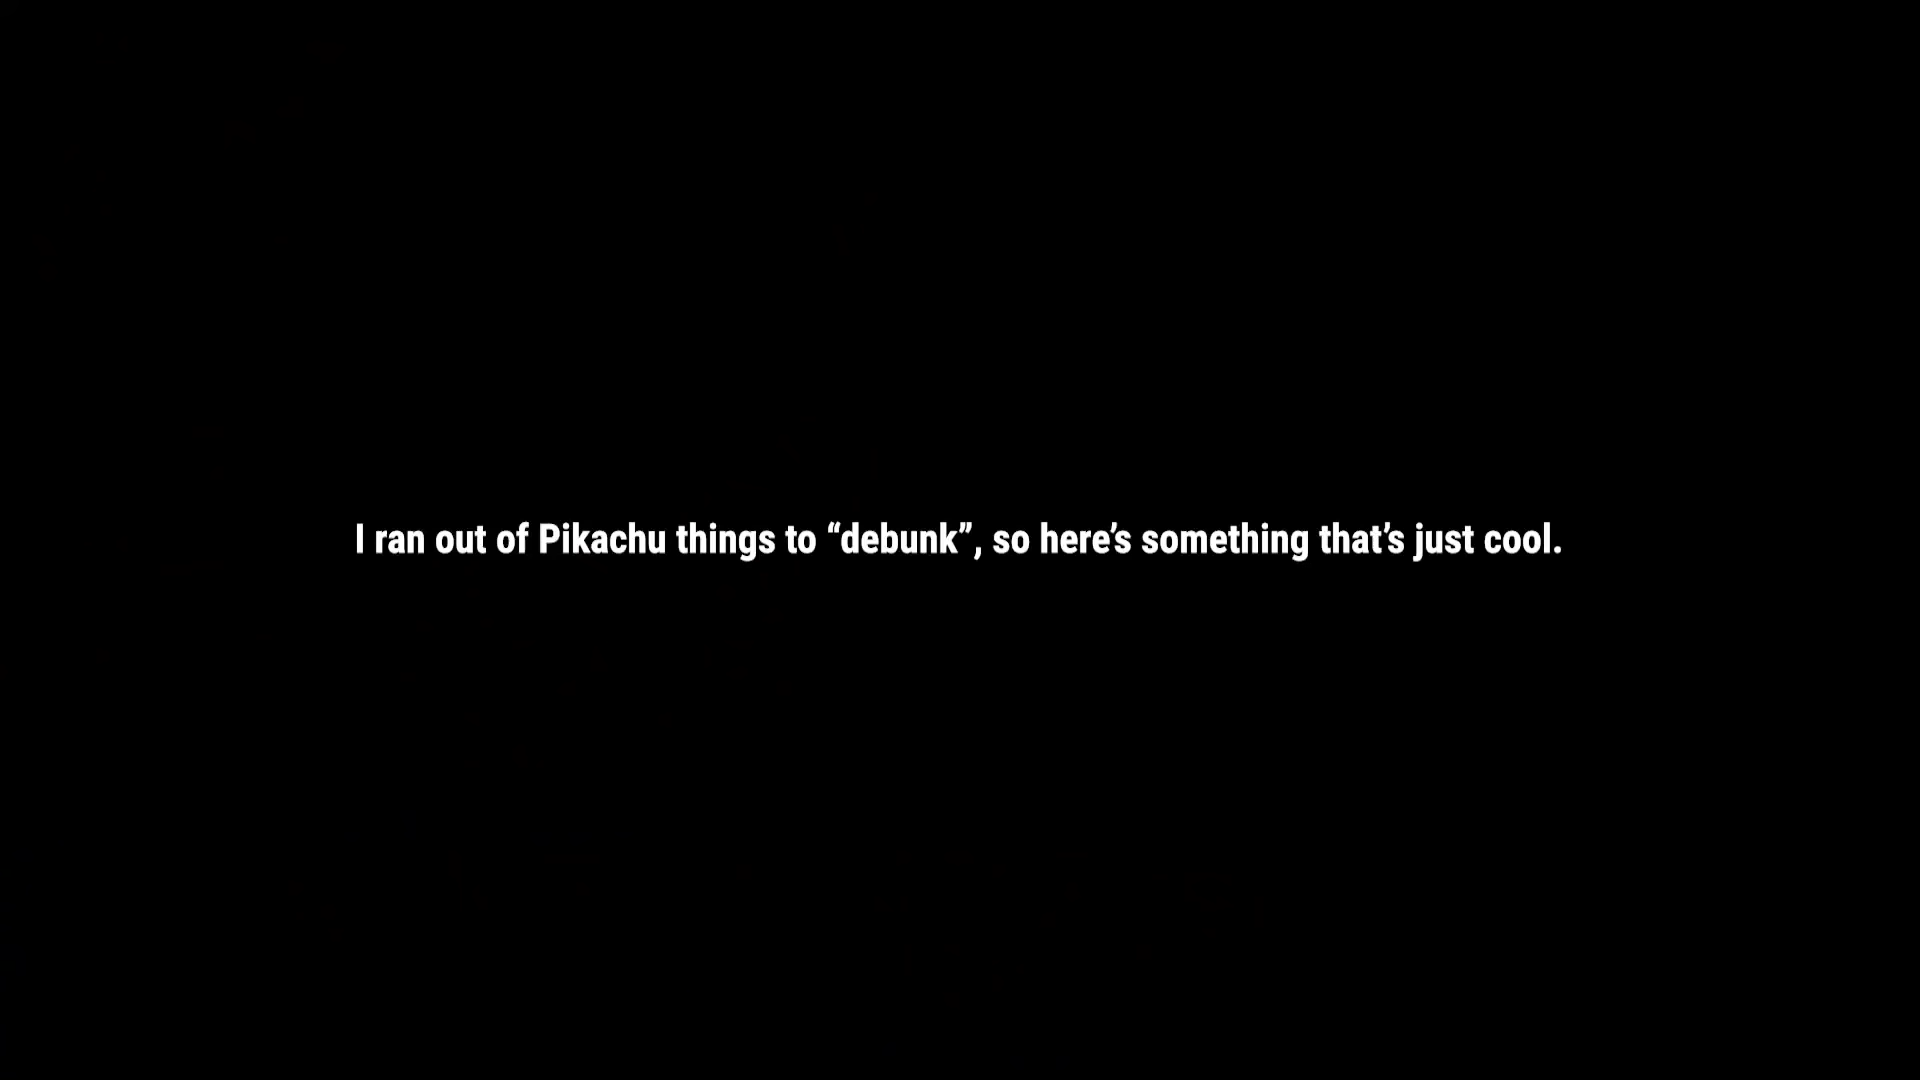 I ran out of Pikachu things to “debunk”, so here’s something that’s just cool.